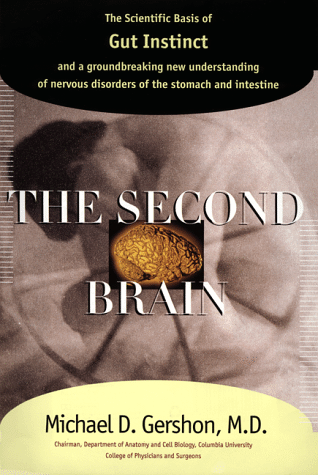 The Scientific Basis of
Gut Instinct
and a groundbreaking new understanding
of nervous disorders of the stomach and intestine
THE SECOND
BRAIN
Michael D. Gershon, M.D.
Chairman, Department of Anatomy and Cell Biology, Columbia University
College of Physicians and Surgeons